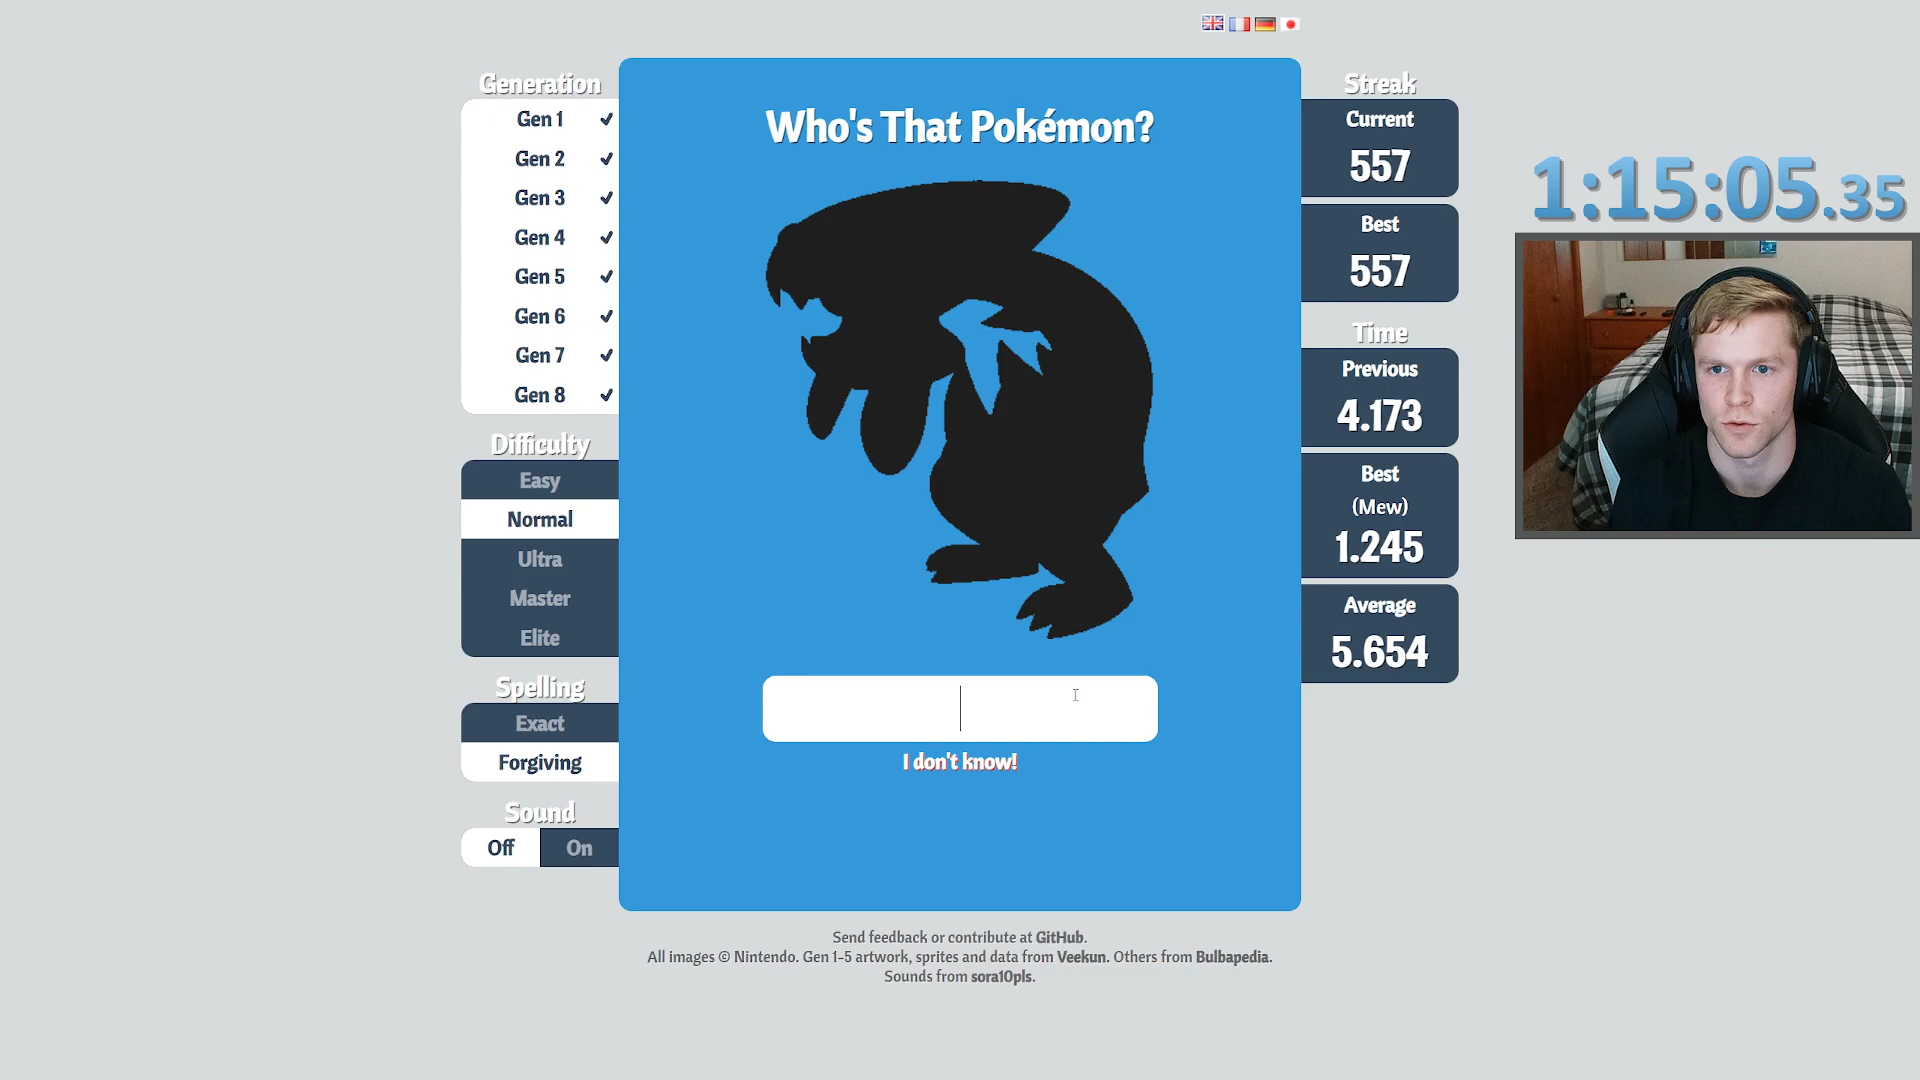 Generation
Gen 1
Gen 2
Gen 3
Gen 4
Gen 5
Gen 6
Gen 7
Gen 8
Difficulty
Easy
Normal
Ultra
Master
Elite
Spelling
Exact
Forgiving
Sound
Off On
Who's That Pokémon?
I don't know!
Streak
Current
557
Best
557
Time
Previous
4.173
Best
(Mew)
1.245
Average
5.654
1:15:05.35
Send feedback or contribute at GitHub.
All images © Nintendo. Gen 1-5 artwork, sprites and data from Veekun. Others from Bulbapedia.
Sounds from sora10pls.